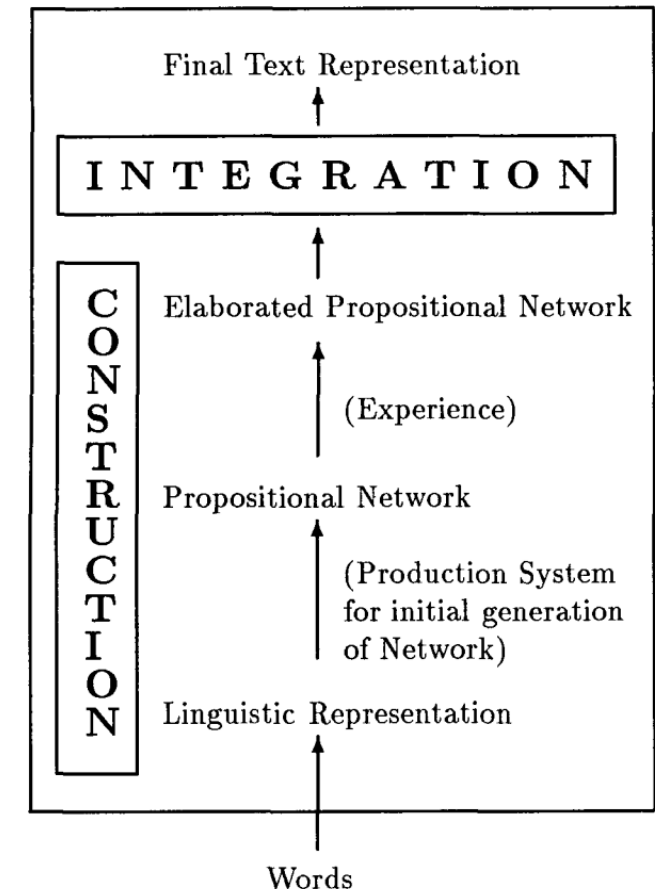 Final Text Representation
INTEGRATION
CONSTRUCTION
Elaborated Propositional Network
(Experience)
Propositional Network
(Production System
for initial generation
of Network)
Linguistic Representation
Words